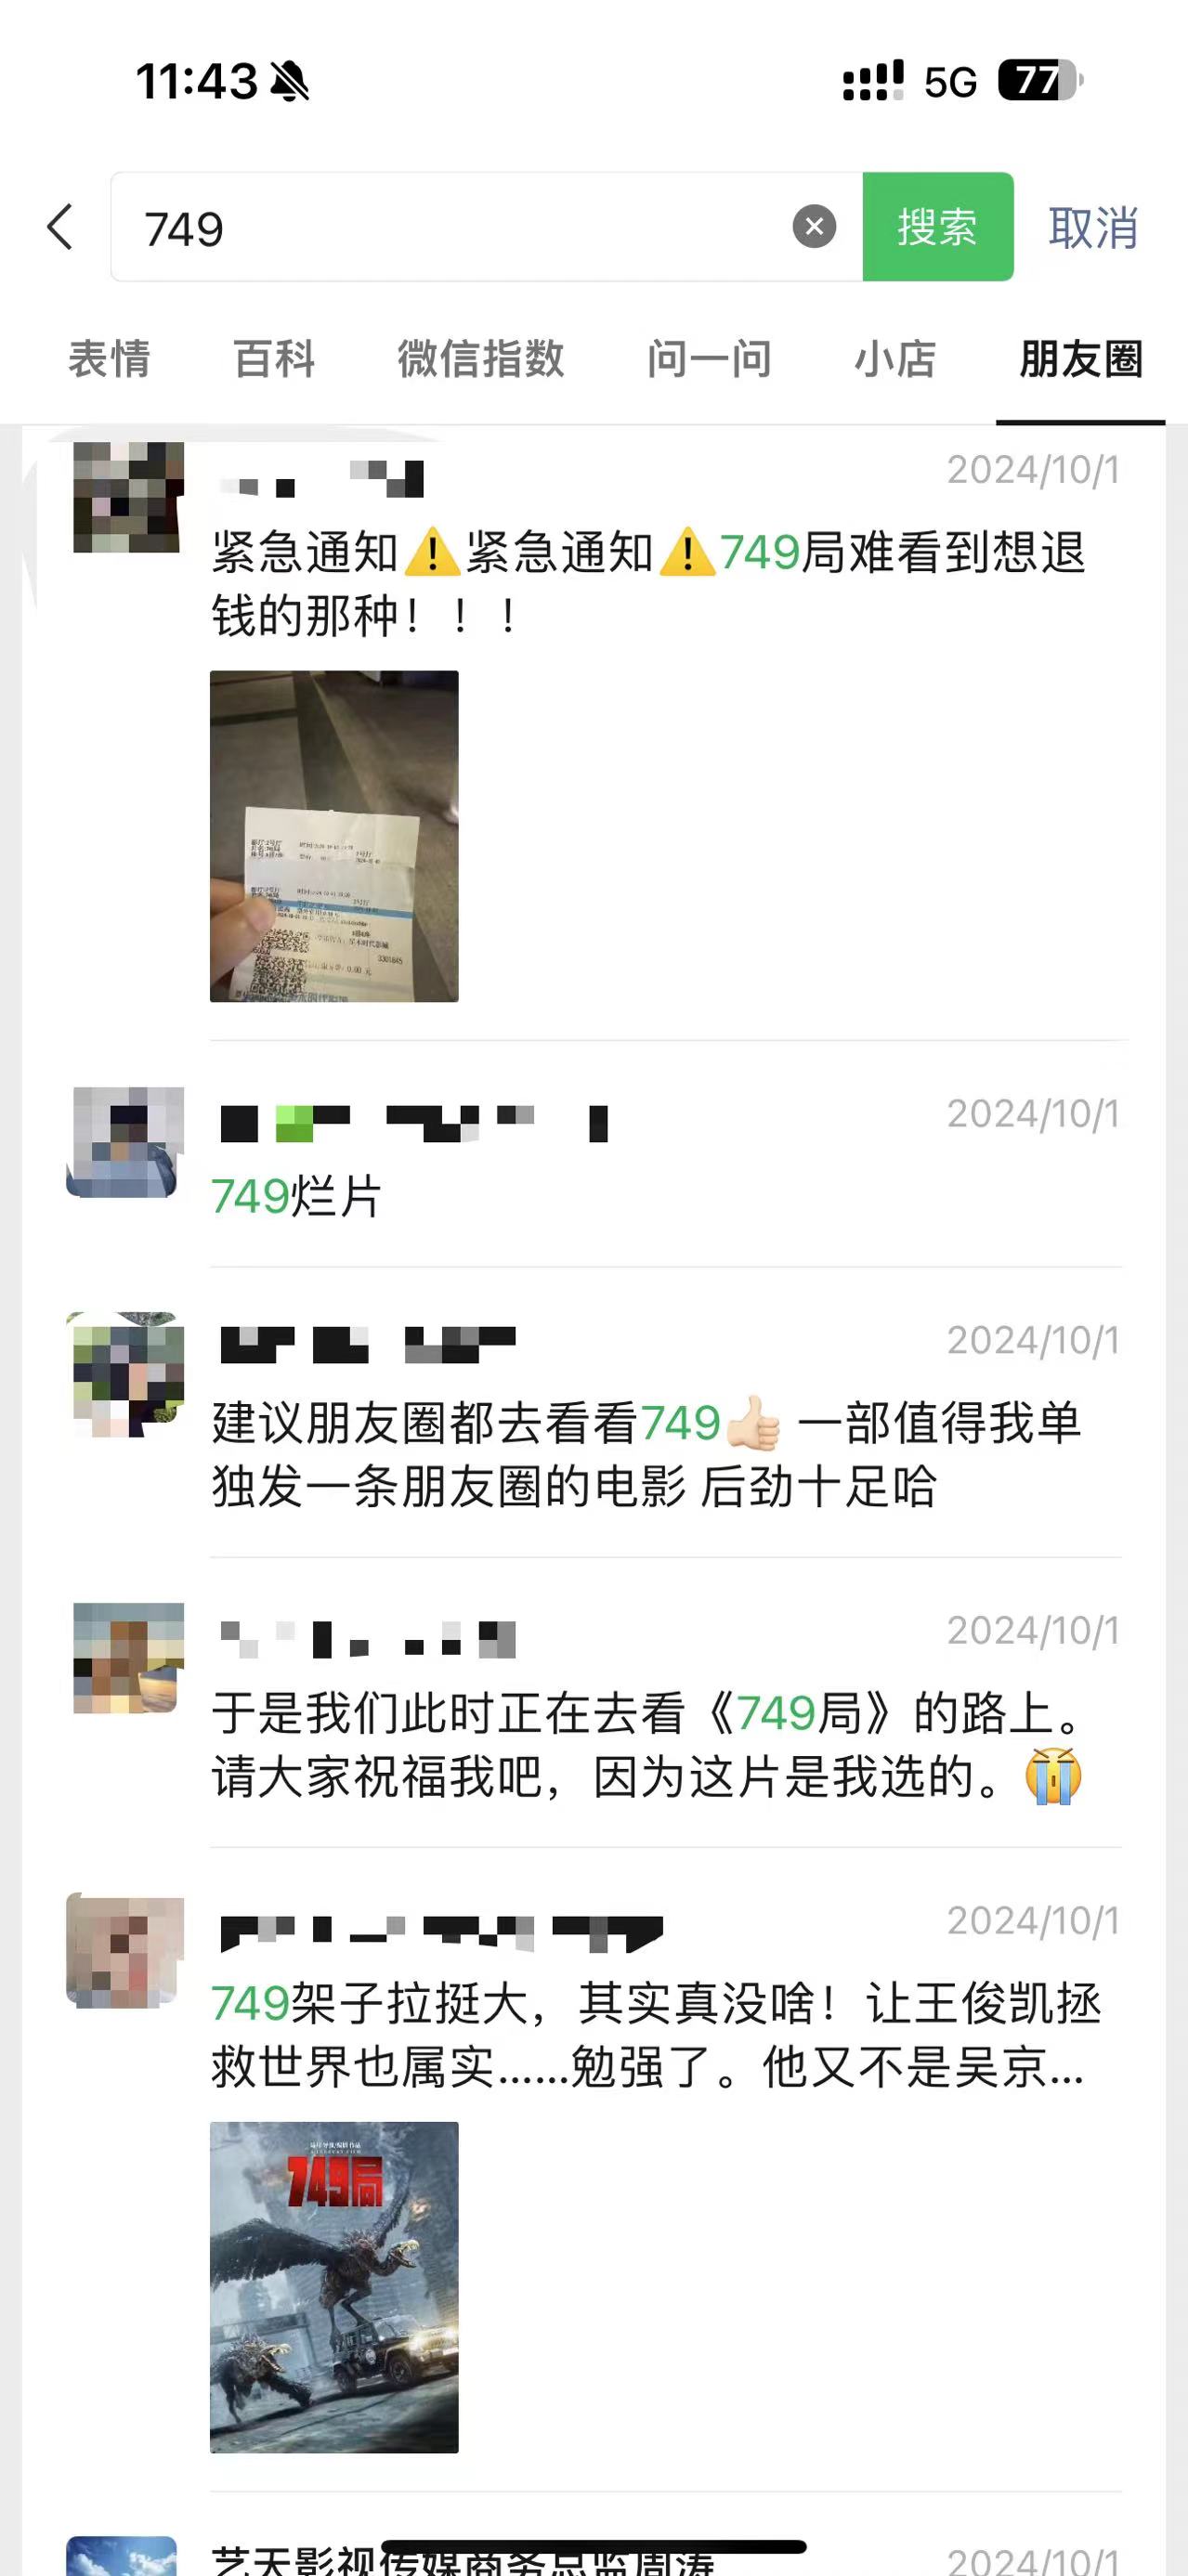 11:43
5G
77
749
搜索
取消
表情
百科
微信指数
问一问
小店
朋友圈
2024/10/1
紧急通知⚠️紧急通知⚠️749局难看到想退
钱的那种！！！
3301845
2024/10/1
749烂片
2024/10/1
建议朋友圈都去看看749👍🏻 一部值得我单
独发一条朋友圈的电影 后劲十足哈
2024/10/1
于是我们此时正在去看《749局》的路上。
请大家祝福我吧，因为这片是我选的。😭
2024/10/1
749架子拉挺大，其实真没啥！让王俊凯拯
救世界也属实......勉强了。他又不是吴京...
749局
艺天影视传媒商务总监周涛
2024/10/1